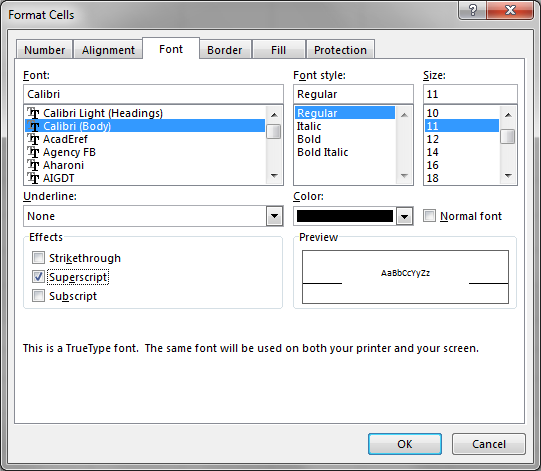 Format Cells
Number Alignment Font Border Fill Protection
Font: Font style: Size:
Calibri Regular 11
Calibri Light (Headings) Regular 10
Calibri (Body) Italic 11
AcadEref Bold 12
Agency FB Bold Italic 14
Aharoni 16
AIGDT 18
Underline: Color:
None Normal font
Effects Preview
Strikethrough
Superscript AaBbCcYyZz
Subscript
This is a TrueType font.  The same font will be used on both your printer and your screen.
OK Cancel